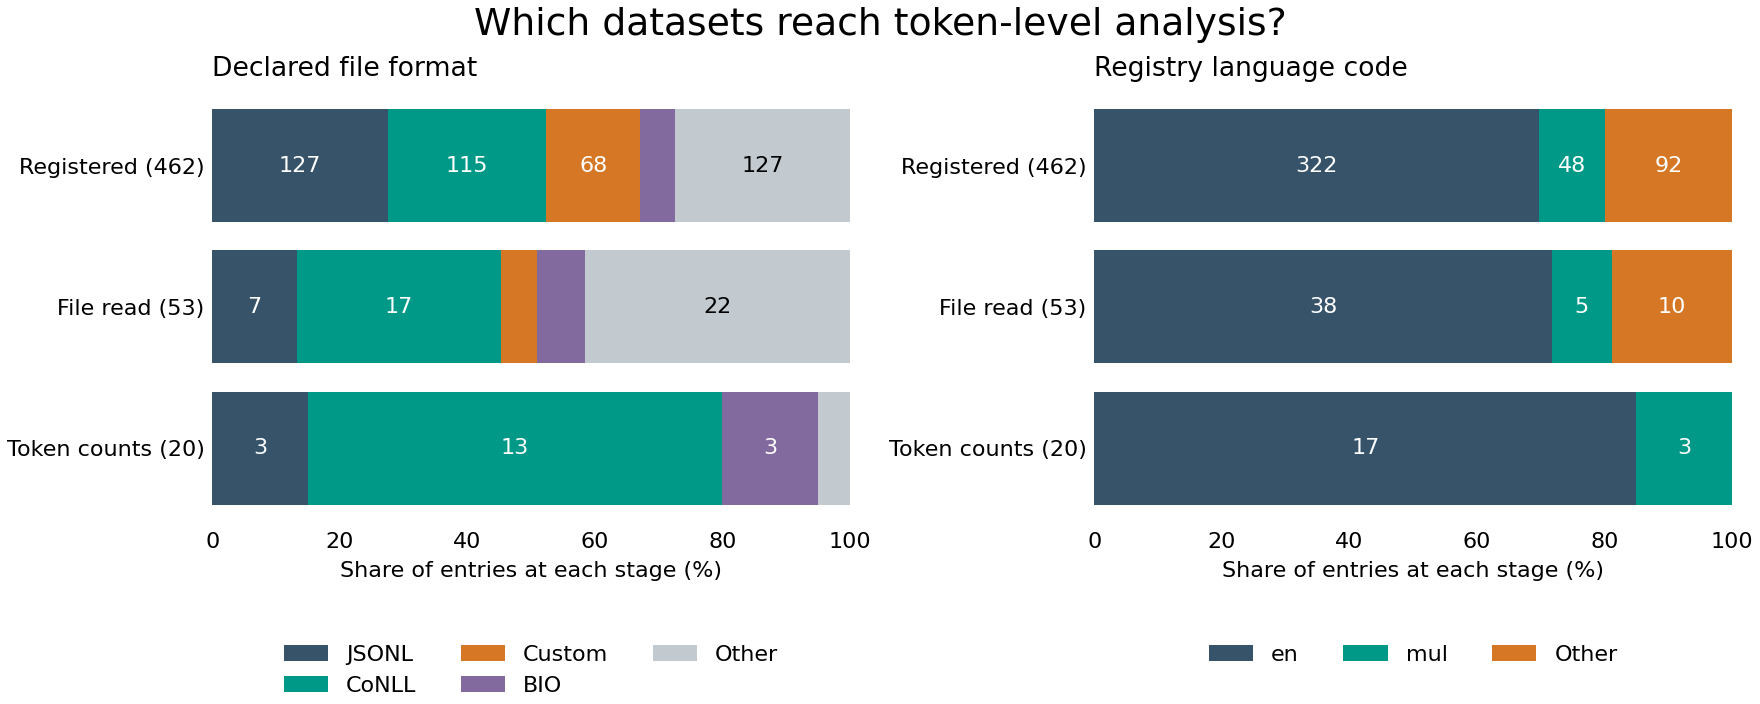 Which datasets reach token-level analysis?
Declared file format
Registered (462)
127
115
68
127
File read (53)
7
17
22
Token counts (20)
3
13
3
0
20
40
60
80
100
Share of entries at each stage (%)
JSONL
Custom
Other
CoNLL
BIO
Registry language code
Registered (462)
322
48
92
File read (53)
38
5
10
Token counts (20)
17
3
0
20
40
60
80
100
Share of entries at each stage (%)
en
mul
Other